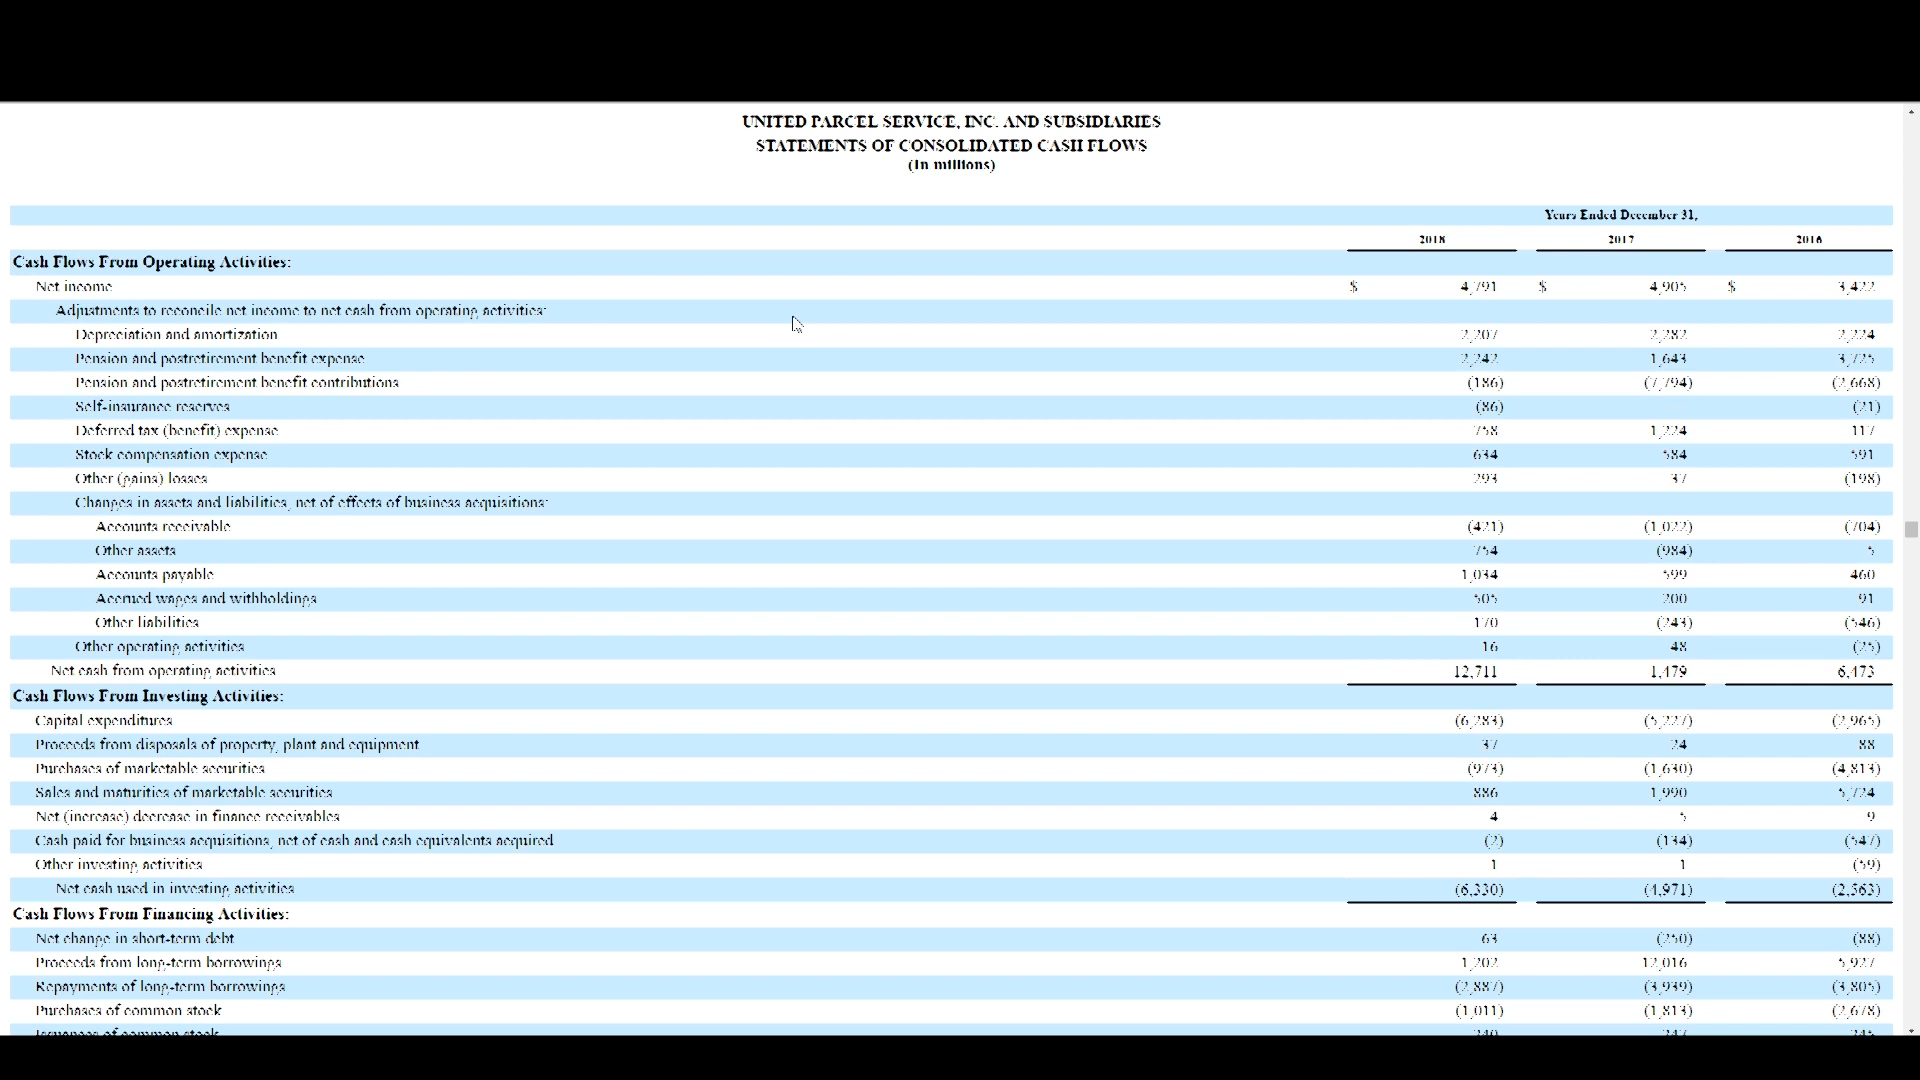 UNITED PARCEL SERVICE, INC. AND SUBSIDIARIES
STATEMENTS OF CONSOLIDATED CASH FLOWS
(In millions)
Years Ended December 31,
2018 2017 2016
Cash Flows From Operating Activities:
Net income $ 4,791 $ 4,905 $ 3,422
Adjustments to reconcile net income to net cash from operating activities:
Depreciation and amortization 2,207 2,282 2,224
Pension and postretirement benefit expense 2,242 1,643 3,725
Pension and postretirement benefit contributions (186) (7,794) (2,668)
Self-insurance reserves (86) (21)
Deferred tax (benefit) expense 758 1,224 117
Stock compensation expense 634 584 591
Other (gains) losses 293 37 (198)
Changes in assets and liabilities, net of effects of business acquisitions:
Accounts receivable (421) (1,022) (704)
Other assets 754 (984) 5
Accounts payable 1,034 599 460
Accrued wages and withholdings 505 200 91
Other liabilities 170 (243) (546)
Other operating activities 16 48 (25)
Net cash from operating activities 12,711 1,479 6,473
Cash Flows From Investing Activities:
Capital expenditures (6,283) (5,227) (2,965)
Proceeds from disposals of property, plant and equipment 37 24 88
Purchases of marketable securities (973) (1,630) (4,813)
Sales and maturities of marketable securities 886 1,990 5,724
Net (increase) decrease in finance receivables 4 5 9
Cash paid for business acquisitions, net of cash and cash equivalents acquired (2) (134) (547)
Other investing activities 1 1 (59)
Net cash used in investing activities (6,330) (4,971) (2,563)
Cash Flows From Financing Activities:
Net change in short-term debt 63 (250) (88)
Proceeds from long-term borrowings 1,202 12,016 5,927
Repayments of long-term borrowings (2,887) (3,939) (3,805)
Purchases of common stock (1,011) (1,813) (2,678)
Issuances of common stock 240 247 245